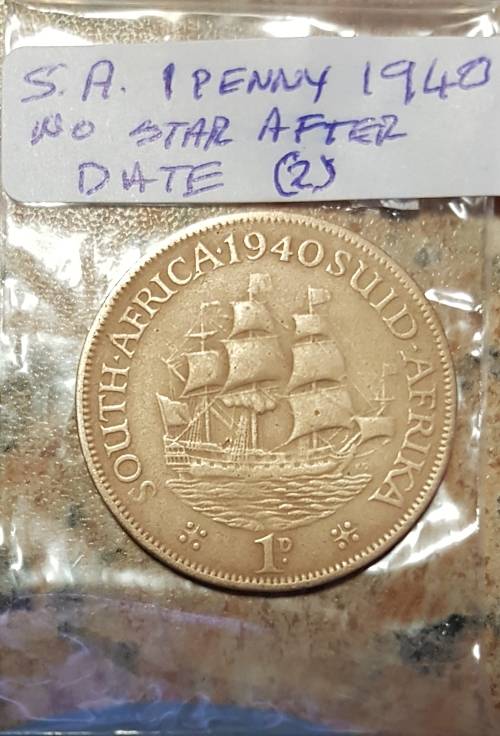 S.A. 1 PENNY 1940
NO STAR AFTER
DATE (2)
SOUTH·AFRICA·1940 SUID·AFRIKA
1D.